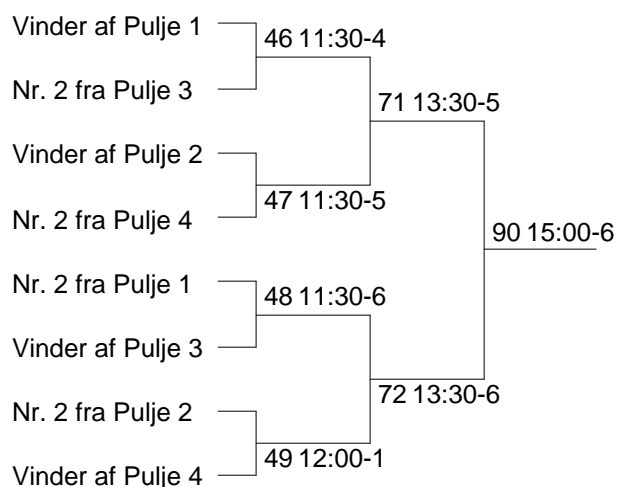 Vinder af Pulje 1
46 11:30-4
Nr. 2 fra Pulje 3
71 13:30-5
Vinder af Pulje 2
47 11:30-5
Nr. 2 fra Pulje 4
90 15:00-6
Nr. 2 fra Pulje 1
48 11:30-6
Vinder af Pulje 3
72 13:30-6
Nr. 2 fra Pulje 2
49 12:00-1
Vinder af Pulje 4